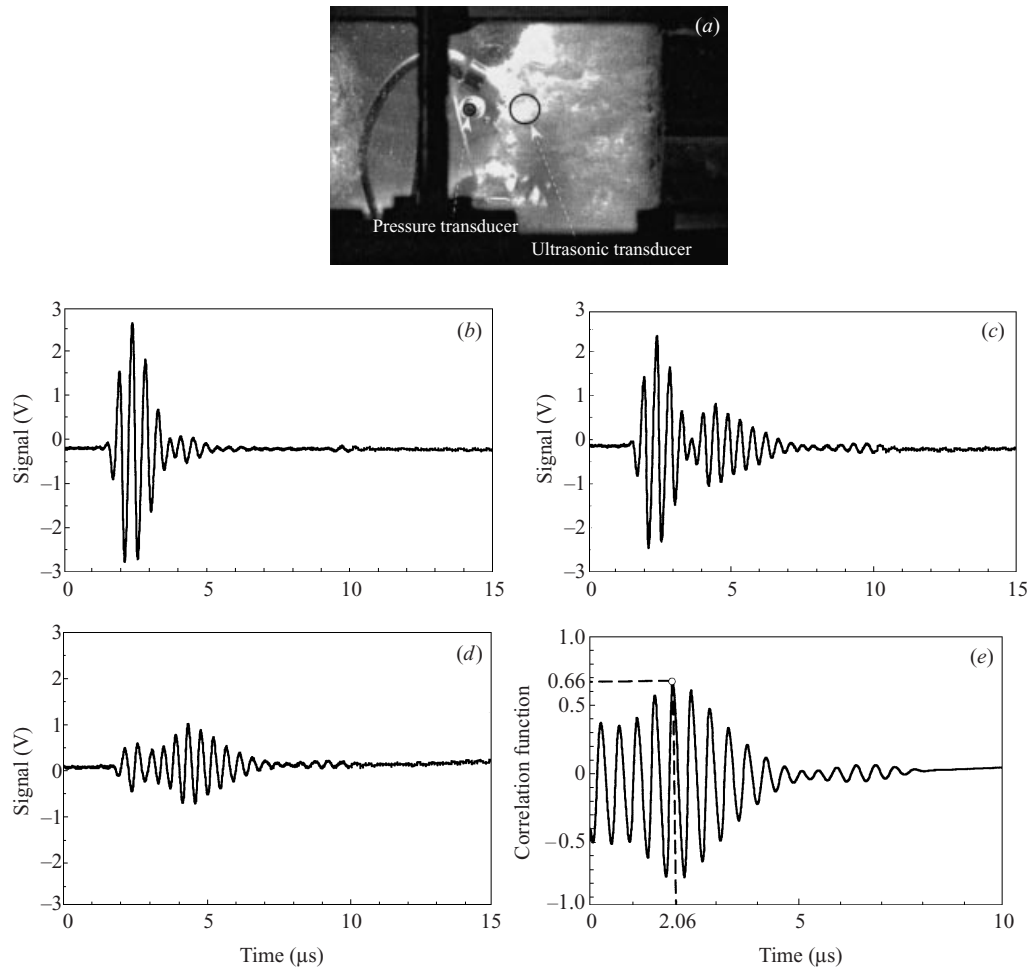 (a)
Pressure transducer
Ultrasonic transducer
(b)
3
2
1
0
–1
–2
–3
Signal (V)
0 5 10 15
(c)
3
2
1
0
–1
–2
–3
Signal (V)
0 5 10 15
(d)
3
2
1
0
–1
–2
–3
Signal (V)
0 5 10 15
Time (μs)
(e)
1.0
0.66
0.5
0
–0.5
–1.0
Correlation function
0 2.06 5 10
Time (μs)